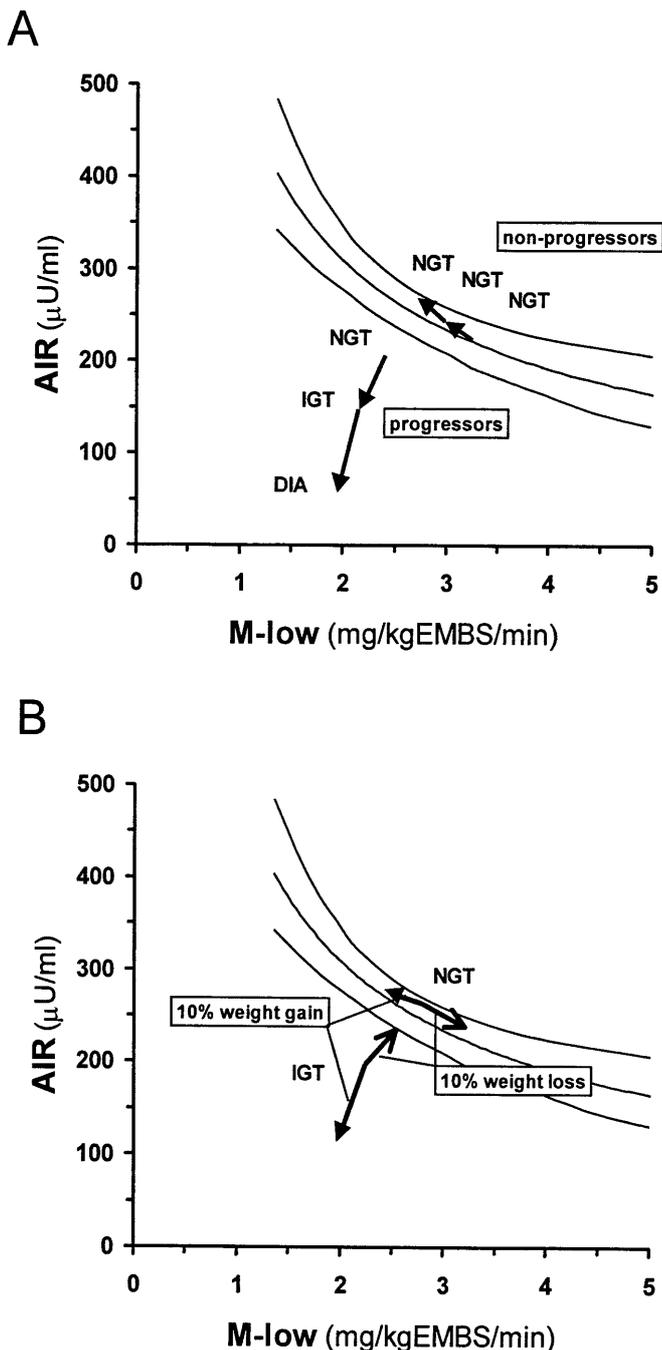 A
500
400
300
200
100
0
AIR (μU/ml)
non-progressors
NGT
NGT
NGT
NGT
IGT
progressors
DIA
0 1 2 3 4 5
M-low (mg/kgEMBS/min)
B
500
400
300
200
100
0
AIR (μU/ml)
NGT
10% weight gain
IGT
10% weight loss
0 1 2 3 4 5
M-low (mg/kgEMBS/min)